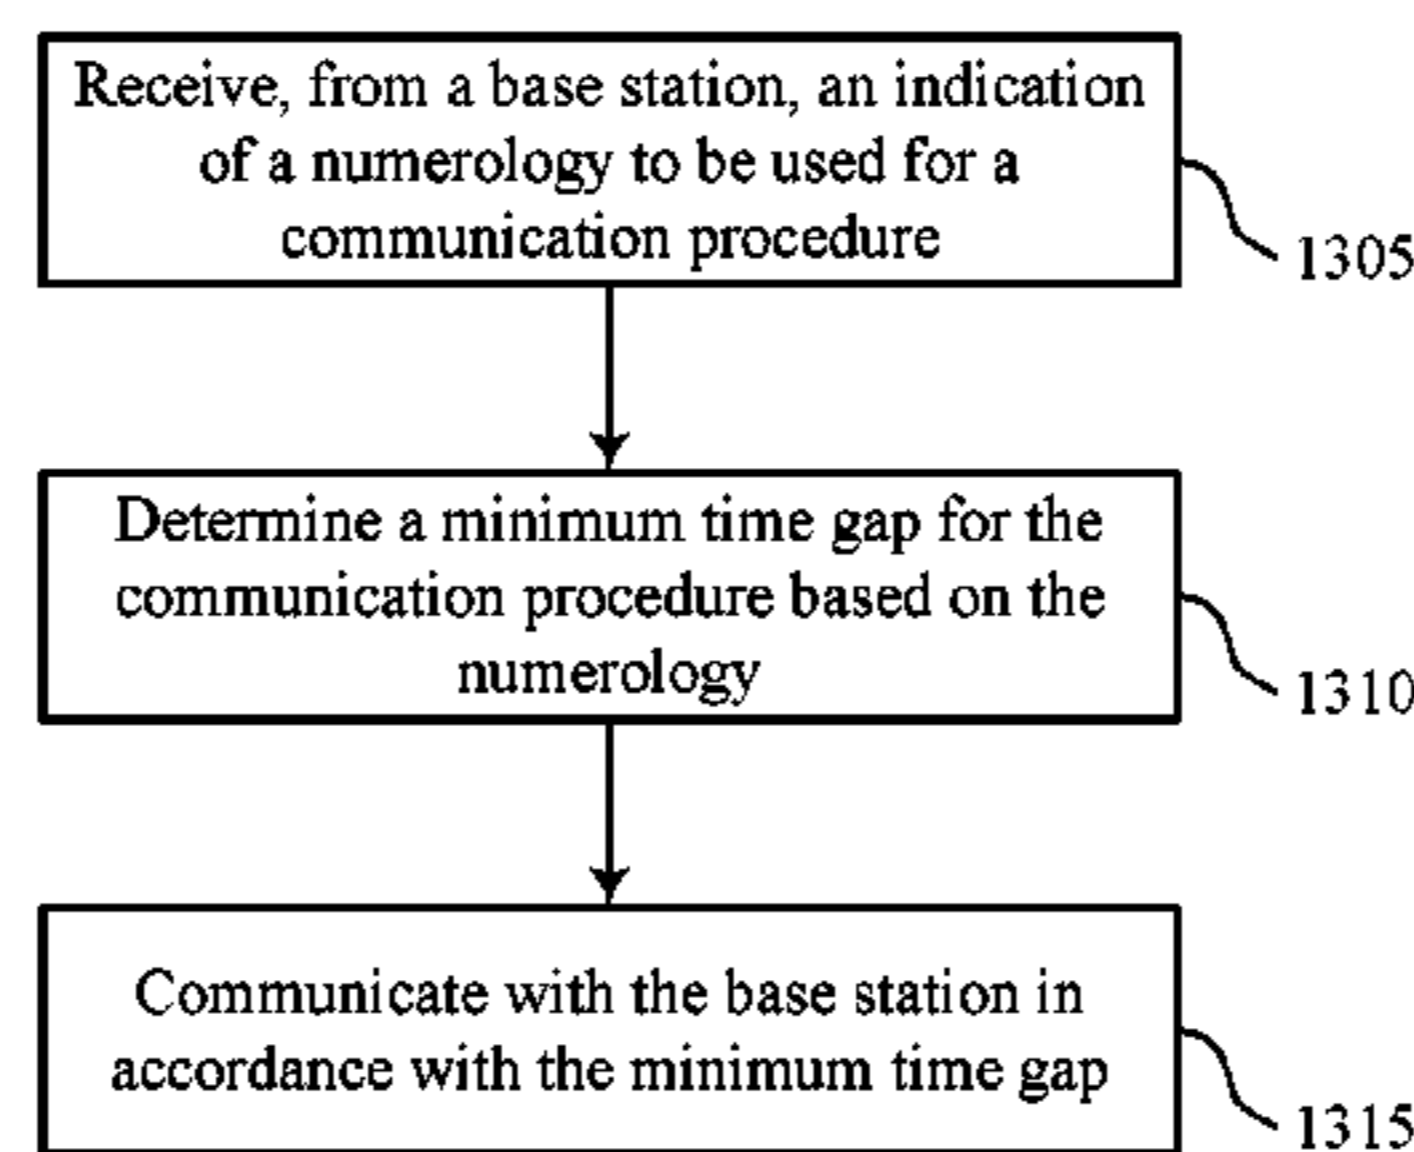 Receive, from a base station, an indication
of a numerology to be used for a
communication procedure
1305
Determine a minimum time gap for the
communication procedure based on the
numerology
1310
Communicate with the base station in
accordance with the minimum time gap
1315